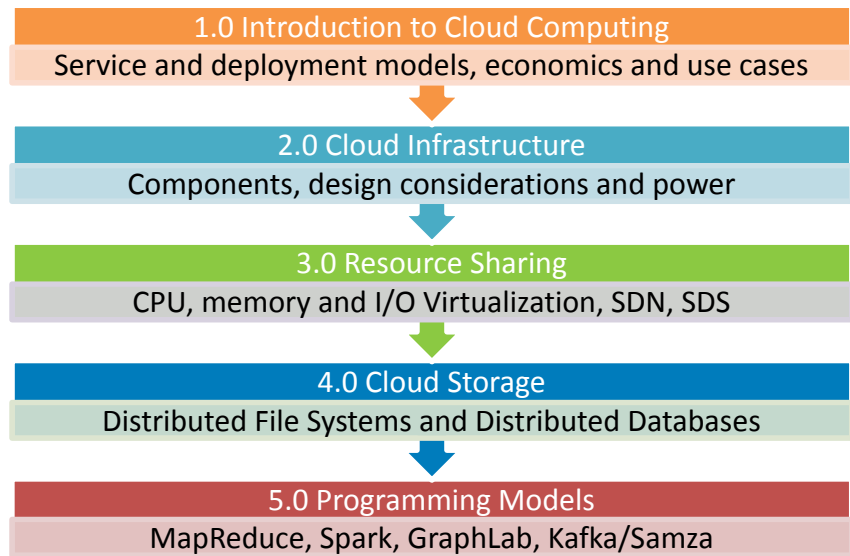 1.0 Introduction to Cloud Computing
Service and deployment models, economics and use cases
2.0 Cloud Infrastructure
Components, design considerations and power
3.0 Resource Sharing
CPU, memory and I/O Virtualization, SDN, SDS
4.0 Cloud Storage
Distributed File Systems and Distributed Databases
5.0 Programming Models
MapReduce, Spark, GraphLab, Kafka/Samza